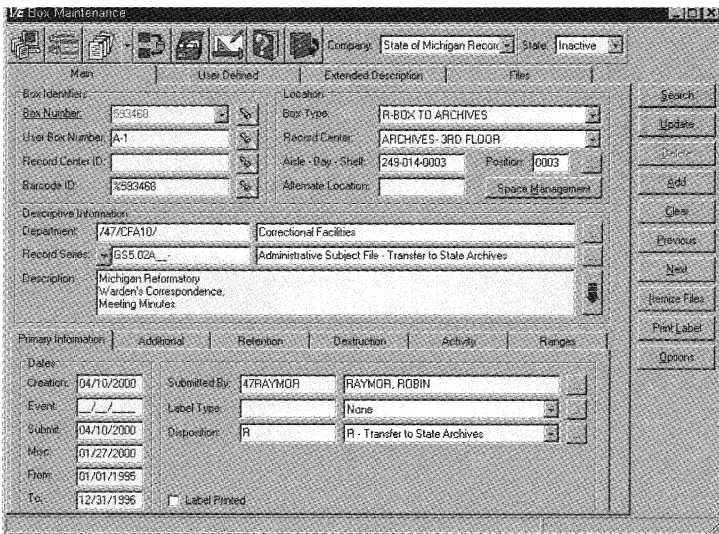 V/E Box Maintenance
Company: State of Michigan Record State: Inactive
Main User Defined Extended Description Files
Box Identifiers
Box Number: 593468
User Box Number: A-1
Record Center ID:
Barcode ID: %593468
Location
Box Type: R-BOX TO ARCHIVES
Record Center: ARCHIVES- 3RD FLOOR
Aisle - Bay - Shelf: 249-014-0003 Position: 0003
Alternate Location: Space Management
Descriptive Information
Department: /47/CFA10/ Correctional Facilities
Record Series: GS5.02A__- Administrative Subject File - Transfer to State Archives
Description: Michigan Reformatory
Warden's Correspondence,
Meeting Minutes
Primary Information Additional Retention Destruction Activity Ranges
Dates
Creation: 04/10/2000
Event: __/__/____
Submit: 04/10/2000
Misc: 01/27/2000
From: 01/01/1995
To: 12/31/1996
Submitted By: 47RAYMOR RAYMOR, ROBIN
Label Type: None
Disposition: R R - Transfer to State Archives
Label Printed
Search
Update
Add
Clear
Previous
Next
Itemize Files
Print Label
Options